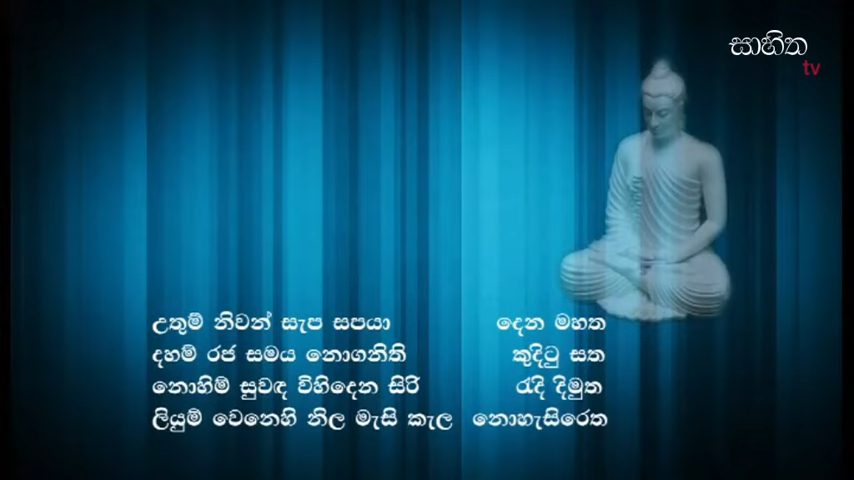 සාහිත
tv
උතුම් නිවන් සැප සපයා දෙන මහත
දහම් රජ සමය නොගනිති කුදිටු සත
නොහිම් සුවඳ විහිදෙන සිරි රැදි දිමුත
ලියුම් වෙනෙහි නිල මැසි කැල නොහැසිරෙත